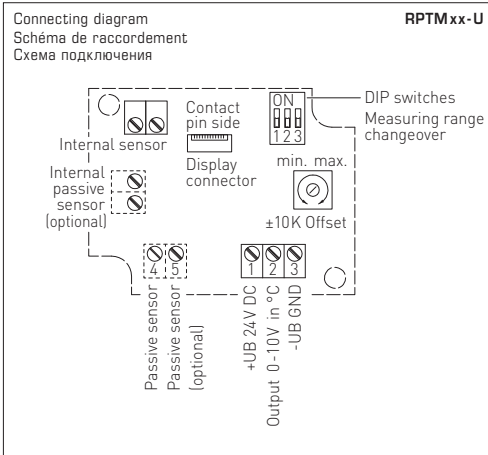 Connecting diagram
RPTMxx-U
Schéma de raccordement
Схема подключения
ON
1 2 3
DIP switches
Measuring range
changeover
Contact
pin side
Internal sensor
Display
connector
min. max.
±10K Offset
Internal
passive
sensor
(optional)
4 5
1 2 3
Passive sensor
Passive sensor
(optional)
+UB 24V DC
Output 0-10V in °C
-UB GND